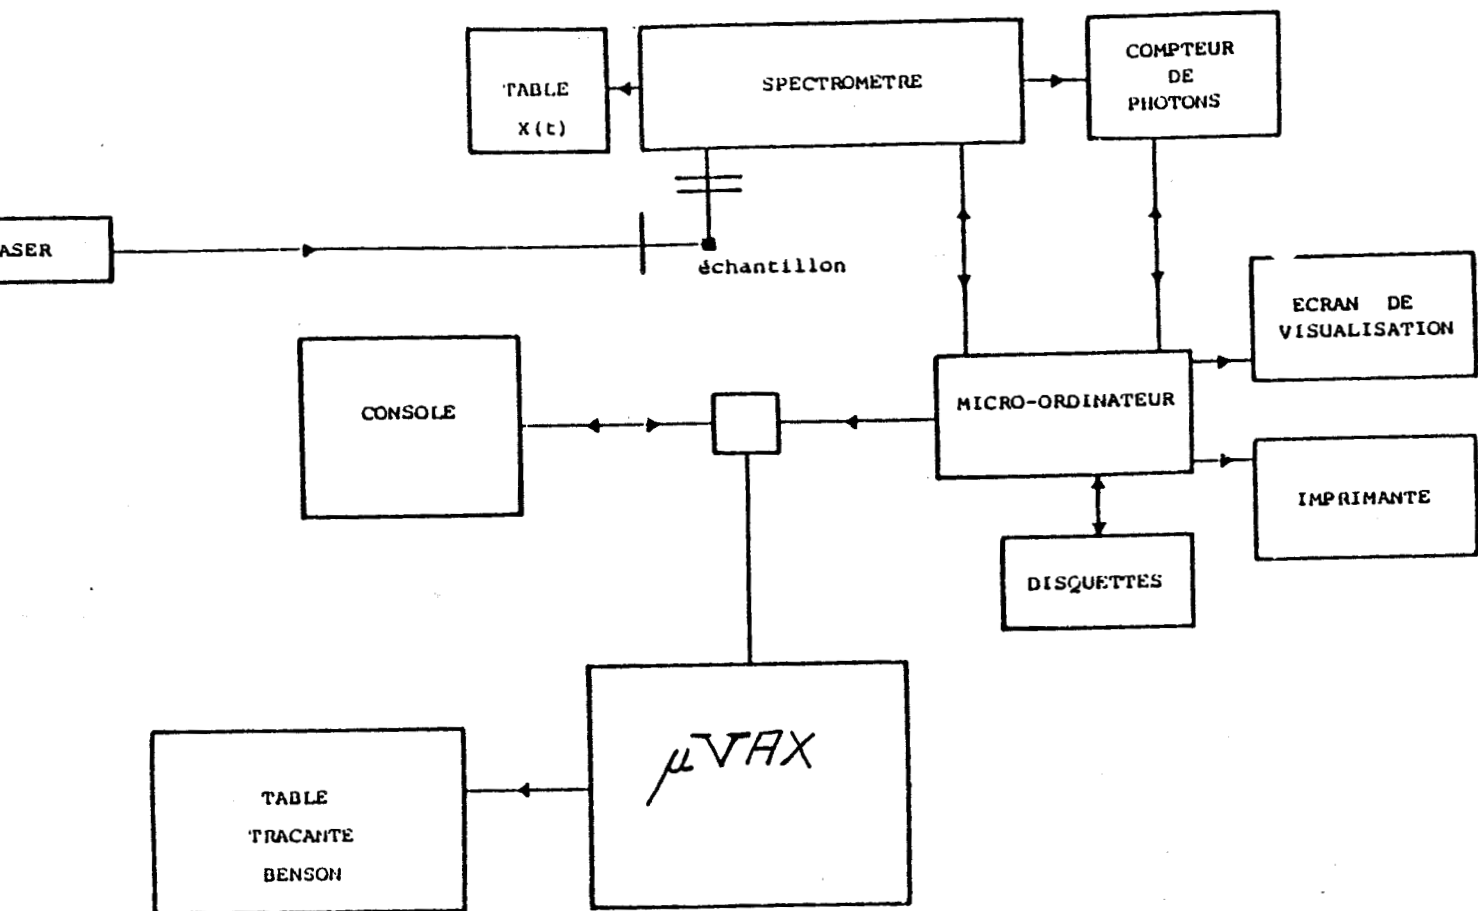 TABLE
X(t)
SPECTROMETRE
COMPTEUR
DE
PHOTONS
ASER
échantillon
ECRAN DE
VISUALISATION
CONSOLE
MICRO-ORDINATEUR
IMPRIMANTE
DISQUETTES
µVAX
TABLE
TRACANTE
BENSON